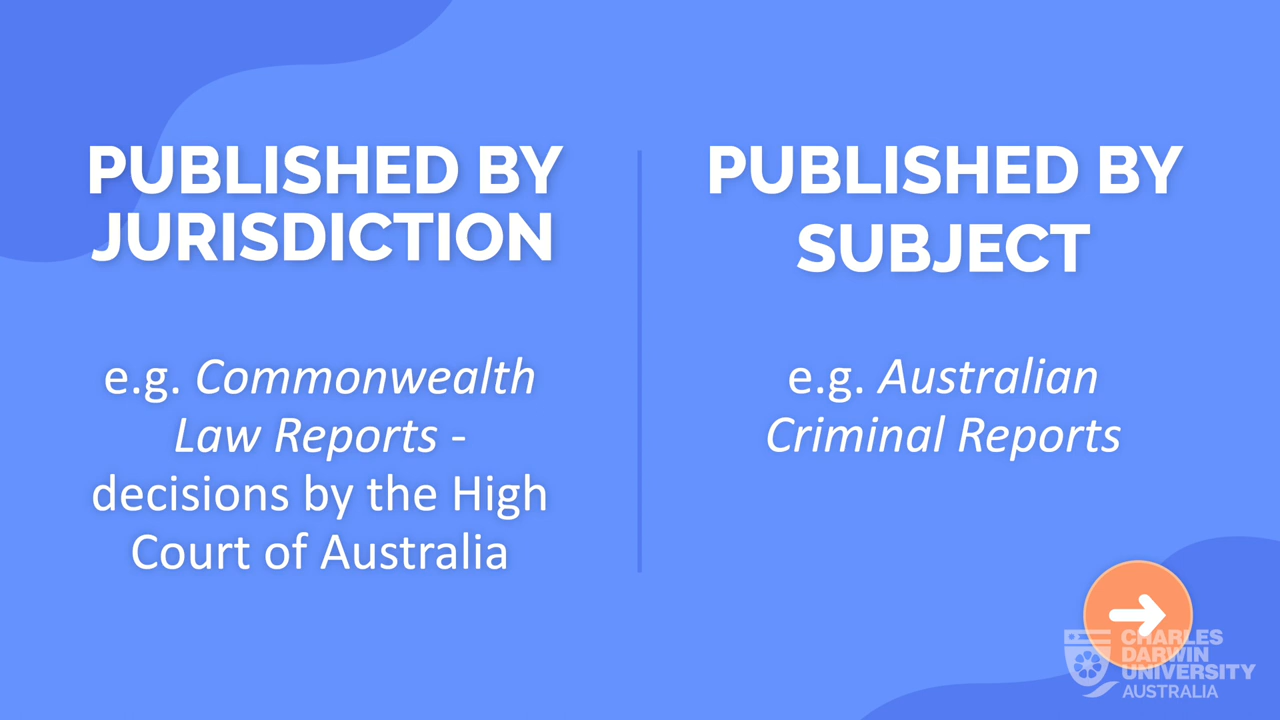 PUBLISHED BY
JURISDICTION
e.g. Commonwealth
Law Reports -
decisions by the High
Court of Australia
PUBLISHED BY
SUBJECT
e.g. Australian
Criminal Reports
CHARLES
DARWIN
UNIVERSITY
AUSTRALIA